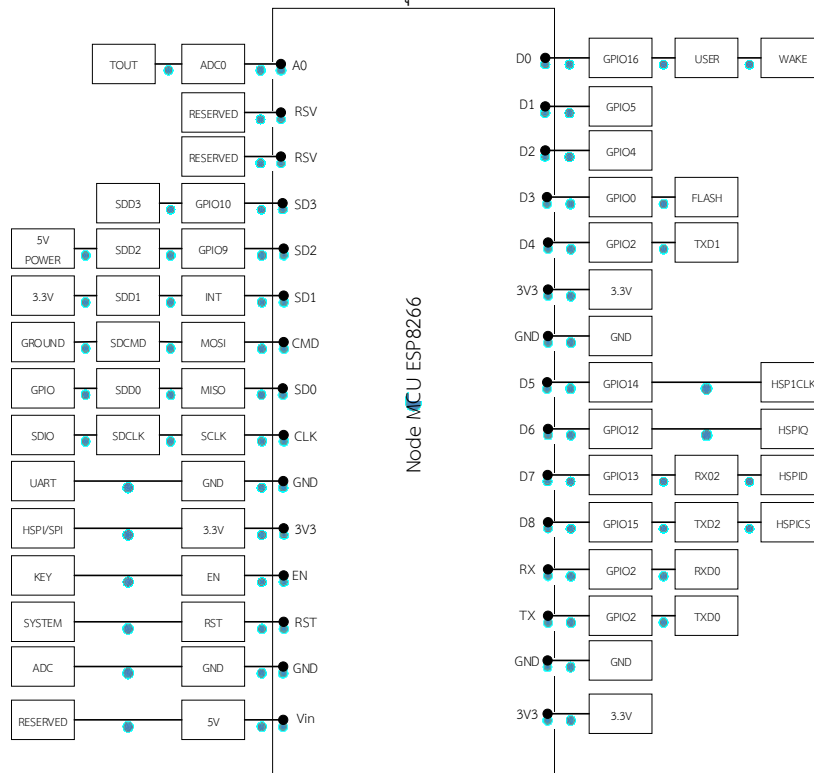 TOUT ADC0 A0 D0 GPIO16 USER WAKE
RESERVED RSV D1 GPIO5
RESERVED RSV D2 GPIO4
SDD3 GPIO10 SD3 D3 GPIO0 FLASH
5V POWER SDD2 GPIO9 SD2 D4 GPIO2 TXD1
3.3V SDD1 INT SD1 3V3 3.3V
GROUND SDCMD MOSI CMD GND GND
GPIO SDD0 MISO SD0 D5 GPIO14 HSP1CLK
SDIO SDCLK SCLK CLK D6 GPIO12 HSPIQ
UART GND GND D7 GPIO13 RX02 HSPID
HSPI/SPI 3.3V 3V3 D8 GPIO15 TXD2 HSPICS
KEY EN EN RX GPIO2 RXD0
SYSTEM RST RST TX GPIO2 TXD0
ADC GND GND GND GND
RESERVED 5V Vin 3V3 3.3V
Node MCU ESP8266